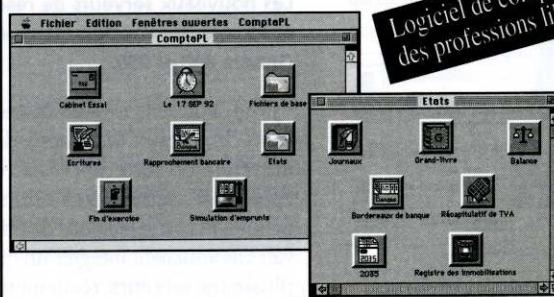 Fichier Edition Fenêtres ouvertes ComptaPL
ComptaPL
Cabinet Essai
Le 17 SEP 92
Fichiers de base
Ecritures
Rapprochement bancaire
Etats
Fin d'exercice
Simulation d'emprunts
Logiciel de
des professions
Etats
Journaux
Grand-livre
Balance
Bordereaux de banque
Récapitulatif de TVA
2035
Registre des Immobilisations